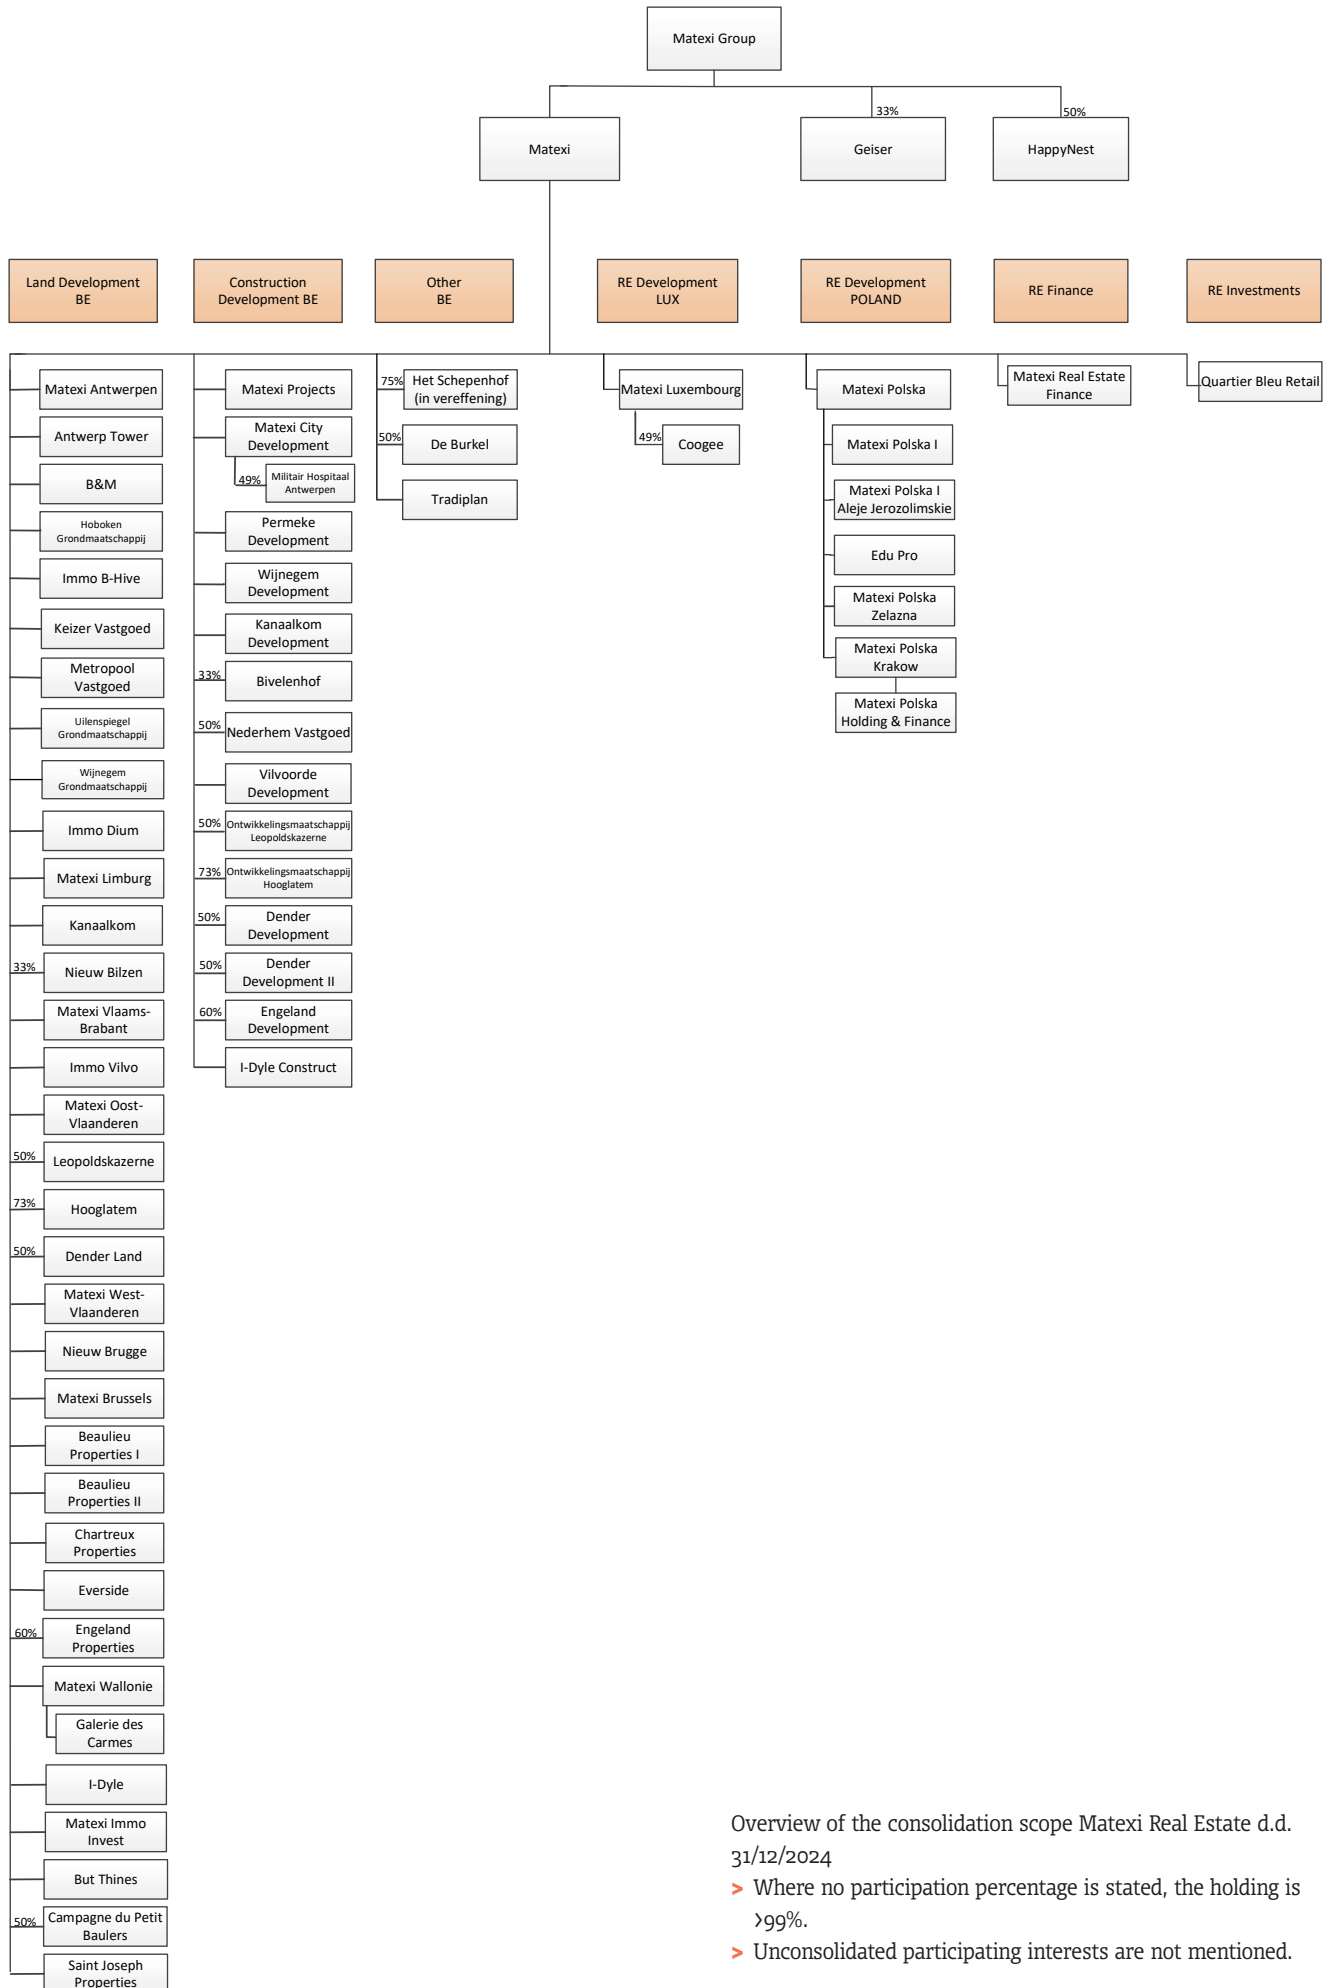 Matexi Group
33%
50%
Matexi
Geiser
HappyNest
Land Development
BE
Construction
Development BE
Other
BE
RE Development
LUX
RE Development
POLAND
RE Finance
RE Investments
Matexi Antwerpen
Antwerp Tower
B&M
Hoboken
Grondmaatschappij
Immo B-Hive
Keizer Vastgoed
Metropool
Vastgoed
Uilenspiegel
Grondmaatschappij
Wijnegem
Grondmaatschappij
Immo Dium
Matexi Limburg
Kanaalkom
33%
Nieuw Bilzen
Matexi Vlaams-
Brabant
Immo Vilvo
Matexi Oost-
Vlaanderen
50%
Leopoldskazerne
73%
Hooglatem
50%
Dender Land
Matexi West-
Vlaanderen
Nieuw Brugge
Matexi Brussels
Beaulieu
Properties I
Beaulieu
Properties II
Chartreux
Properties
Everside
60%
Engeland
Properties
Matexi Wallonie
Galerie des
Carmes
I-Dyle
Matexi Immo
Invest
But Thines
50%
Campagne du Petit
Baulers
Saint Joseph
Properties
Matexi Projects
Matexi City
Development
49%
Militair Hospitaal
Antwerpen
Permeke
Development
Wijnegem
Development
Kanaalkom
Development
33%
Bivelenhof
50%
Nederhem Vastgoed
Vilvoorde
Development
50%
Ontwikkelingsmaatschappij
Leopoldskazerne
73%
Ontwikkelingsmaatschappij
Hooglatem
50%
Dender
Development
50%
Dender
Development II
60%
Engeland
Development
I-Dyle Construct
75%
Het Schepenhof
(in vereffening)
50%
De Burkel
Tradiplan
Matexi Luxembourg
49%
Coogee
Matexi Polska
Matexi Polska I
Matexi Polska I
Aleje Jerozolimskie
Edu Pro
Matexi Polska
Zelazna
Matexi Polska
Krakow
Matexi Polska
Holding & Finance
Matexi Real Estate
Finance
Quartier Bleu Retail
Overview of the consolidation scope Matexi Real Estate d.d.
31/12/2024
> Where no participation percentage is stated, the holding is
>99%.
> Unconsolidated participating interests are not mentioned.